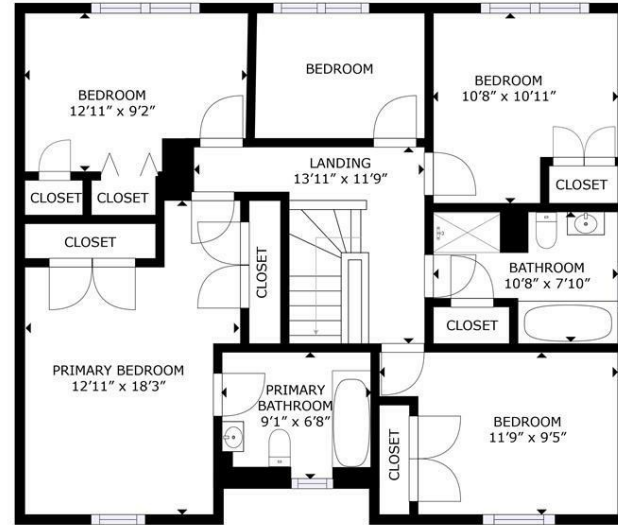 BEDROOM
12'11" x 9'2"
BEDROOM
BEDROOM
10'8" x 10'11"
LANDING
13'11" x 11'9"
CLOSET
CLOSET
CLOSET
CLOSET
CLOSET
BATHROOM
10'8" x 7'10"
CLOSET
PRIMARY BEDROOM
12'11" x 18'3"
PRIMARY
BATHROOM
9'1" x 6'8"
CLOSET
BEDROOM
11'9" x 9'5"